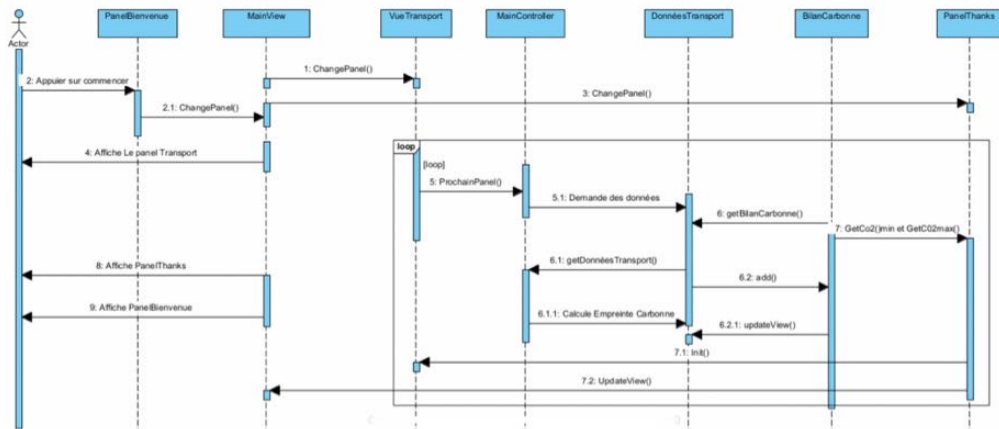 PanelBienvenue
MainView
VueTransport
MainController
DonnéesTransport
BilanCarbonne
PanelThanks
Actor
1: ChangePanel()
2: Appuier sur commencer
2.1: ChangePanel()
3: ChangePanel()
loop
4: Affiche Le panel Transport
[loop]
5: ProchainPanel()
5.1: Demande des données
6: getBilanCarbonne()
7: GetCo2()min et GetC02max()
8: Affiche PanelThanks
6.1: getDonnéesTransport()
6.2: add()
9: Affiche PanelBienvenue
6.1.1: Calcule Empreinte Carbonne
6.2.1: updateView()
7.1: Init()
7.2: UpdateView()